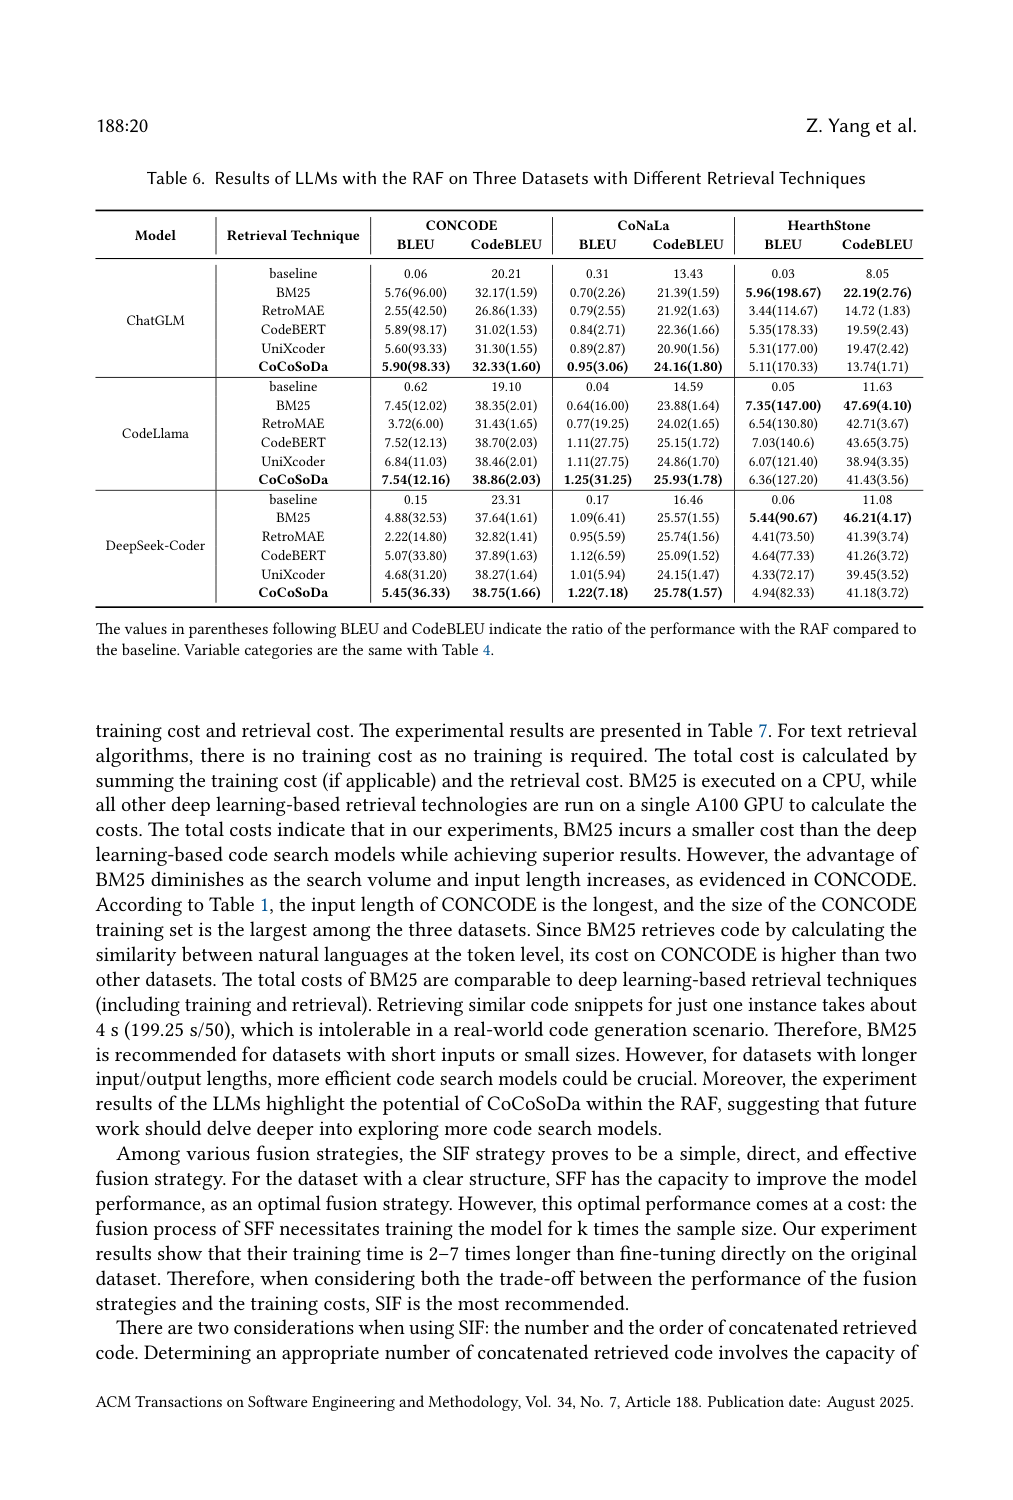 188:20 Z. Yang et al.
Table 6. Results of LLMs with the RAF on Three Datasets with Different Retrieval Techniques
Model Retrieval Technique CONCODE CoNaLa HearthStone
BLEU CodeBLEU BLEU CodeBLEU BLEU CodeBLEU
ChatGLM
baseline 0.06 20.21 0.31 13.43 0.03 8.05
BM25 5.76(96.00) 32.17(1.59) 0.70(2.26) 21.39(1.59) 5.96(198.67) 22.19(2.76)
RetroMAE 2.55(42.50) 26.86(1.33) 0.79(2.55) 21.92(1.63) 3.44(114.67) 14.72 (1.83)
CodeBERT 5.89(98.17) 31.02(1.53) 0.84(2.71) 22.36(1.66) 5.35(178.33) 19.59(2.43)
UniXcoder 5.60(93.33) 31.30(1.55) 0.89(2.87) 20.90(1.56) 5.31(177.00) 19.47(2.42)
CoCoSoDa 5.90(98.33) 32.33(1.60) 0.95(3.06) 24.16(1.80) 5.11(170.33) 13.74(1.71)
CodeLlama
baseline 0.62 19.10 0.04 14.59 0.05 11.63
BM25 7.45(12.02) 38.35(2.01) 0.64(16.00) 23.88(1.64) 7.35(147.00) 47.69(4.10)
RetroMAE 3.72(6.00) 31.43(1.65) 0.77(19.25) 24.02(1.65) 6.54(130.80) 42.71(3.67)
CodeBERT 7.52(12.13) 38.70(2.03) 1.11(27.75) 25.15(1.72) 7.03(140.6) 43.65(3.75)
UniXcoder 6.84(11.03) 38.46(2.01) 1.11(27.75) 24.86(1.70) 6.07(121.40) 38.94(3.35)
CoCoSoDa 7.54(12.16) 38.86(2.03) 1.25(31.25) 25.93(1.78) 6.36(127.20) 41.43(3.56)
DeepSeek-Coder
baseline 0.15 23.31 0.17 16.46 0.06 11.08
BM25 4.88(32.53) 37.64(1.61) 1.09(6.41) 25.57(1.55) 5.44(90.67) 46.21(4.17)
RetroMAE 2.22(14.80) 32.82(1.41) 0.95(5.59) 25.74(1.56) 4.41(73.50) 41.39(3.74)
CodeBERT 5.07(33.80) 37.89(1.63) 1.12(6.59) 25.09(1.52) 4.64(77.33) 41.26(3.72)
UniXcoder 4.68(31.20) 38.27(1.64) 1.01(5.94) 24.15(1.47) 4.33(72.17) 39.45(3.52)
CoCoSoDa 5.45(36.33) 38.75(1.66) 1.22(7.18) 25.78(1.57) 4.94(82.33) 41.18(3.72)
The values in parentheses following BLEU and CodeBLEU indicate the ratio of the performance with the RAF compared to
the baseline. Variable categories are the same with Table 4.
training cost and retrieval cost. The experimental results are presented in Table 7. For text retrieval
algorithms, there is no training cost as no training is required. The total cost is calculated by
summing the training cost (if applicable) and the retrieval cost. BM25 is executed on a CPU, while
all other deep learning-based retrieval technologies are run on a single A100 GPU to calculate the
costs. The total costs indicate that in our experiments, BM25 incurs a smaller cost than the deep
learning-based code search models while achieving superior results. However, the advantage of
BM25 diminishes as the search volume and input length increases, as evidenced in CONCODE.
According to Table 1, the input length of CONCODE is the longest, and the size of the CONCODE
training set is the largest among the three datasets. Since BM25 retrieves code by calculating the
similarity between natural languages at the token level, its cost on CONCODE is higher than two
other datasets. The total costs of BM25 are comparable to deep learning-based retrieval techniques
(including training and retrieval). Retrieving similar code snippets for just one instance takes about
4 s (199.25 s/50), which is intolerable in a real-world code generation scenario. Therefore, BM25
is recommended for datasets with short inputs or small sizes. However, for datasets with longer
input/output lengths, more efficient code search models could be crucial. Moreover, the experiment
results of the LLMs highlight the potential of CoCoSoDa within the RAF, suggesting that future
work should delve deeper into exploring more code search models.
Among various fusion strategies, the SIF strategy proves to be a simple, direct, and effective
fusion strategy. For the dataset with a clear structure, SFF has the capacity to improve the model
performance, as an optimal fusion strategy. However, this optimal performance comes at a cost: the
fusion process of SFF necessitates training the model for k times the sample size. Our experiment
results show that their training time is 2–7 times longer than fine-tuning directly on the original
dataset. Therefore, when considering both the trade-off between the performance of the fusion
strategies and the training costs, SIF is the most recommended.
There are two considerations when using SIF: the number and the order of concatenated retrieved
code. Determining an appropriate number of concatenated retrieved code involves the capacity of
ACM Transactions on Software Engineering and Methodology, Vol. 34, No. 7, Article 188. Publication date: August 2025.